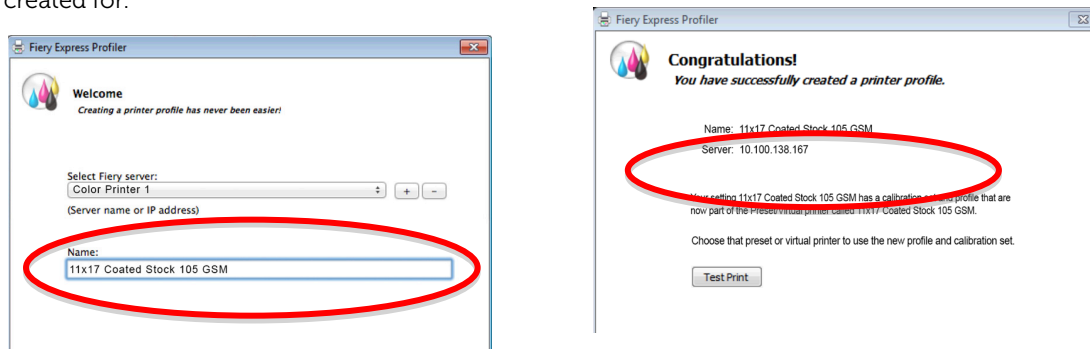 created for:
Fiery Express Profiler
Welcome
Creating a printer profile has never been easier!
Select Fiery server:
Color Printer 1
+ -
(Server name or IP address)
Name:
11x17 Coated Stock 105 GSM
Fiery Express Profiler
Congratulations!
You have successfully created a printer profile.
Name: 11x17 Coated Stock 105 GSM
Server: 10.100.138.167
Your setting 11x17 Coated Stock 105 GSM has a calibration set and profile that are
now part of the Preset/Virtual printer called 11x17 Coated Stock 105 GSM.
Choose that preset or virtual printer to use the new profile and calibration set.
Test Print